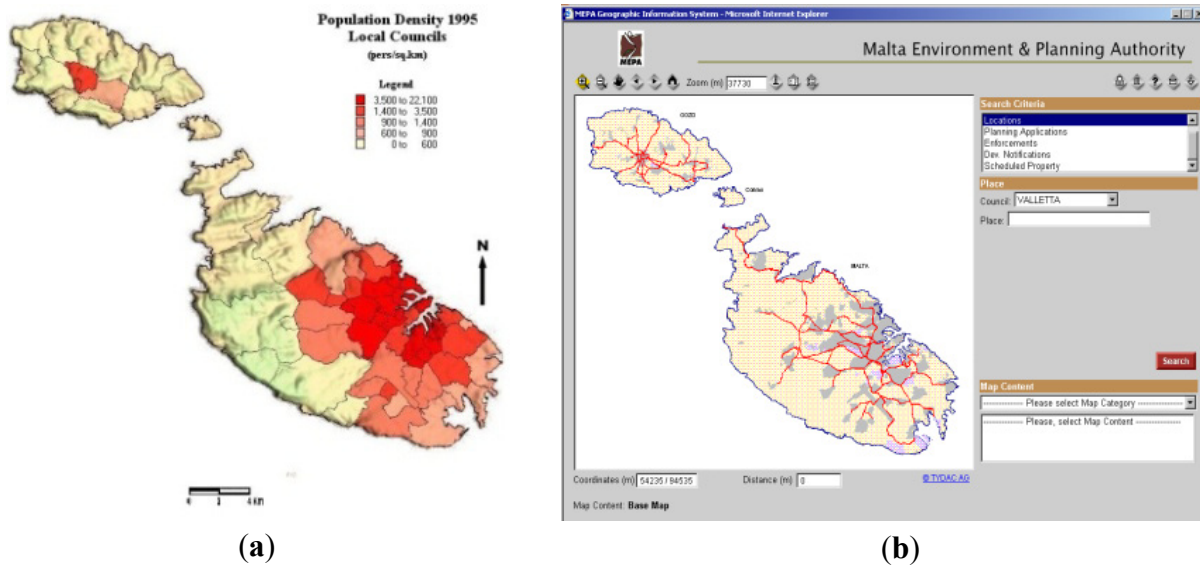 Population Density 1995
Local Councils
(pers/sq.km)
Legend
3,500 to 22,100
1,400 to 3,500
900 to 1,400
600 to 900
0 to 600
N
0
4 KM
(a)
MEPA Geographic Information System - Microsoft Internet Explorer
MEPA
Malta Environment & Planning Authority
Zoom (m) 37730
GOZO
MALTA
Search Criteria
Locations
Planning Applications
Enforcements
Dev. Notifications
Scheduled Property
Place
Council: VALLETTA
Place:
Search
Map Content
------------ Please select Map Category ------------
------------ Please, select Map Content ------------
Coordinates (m) 54235 / 94535
Distance (m) 0
© TYDAC AG
Map Content: Base Map
(b)